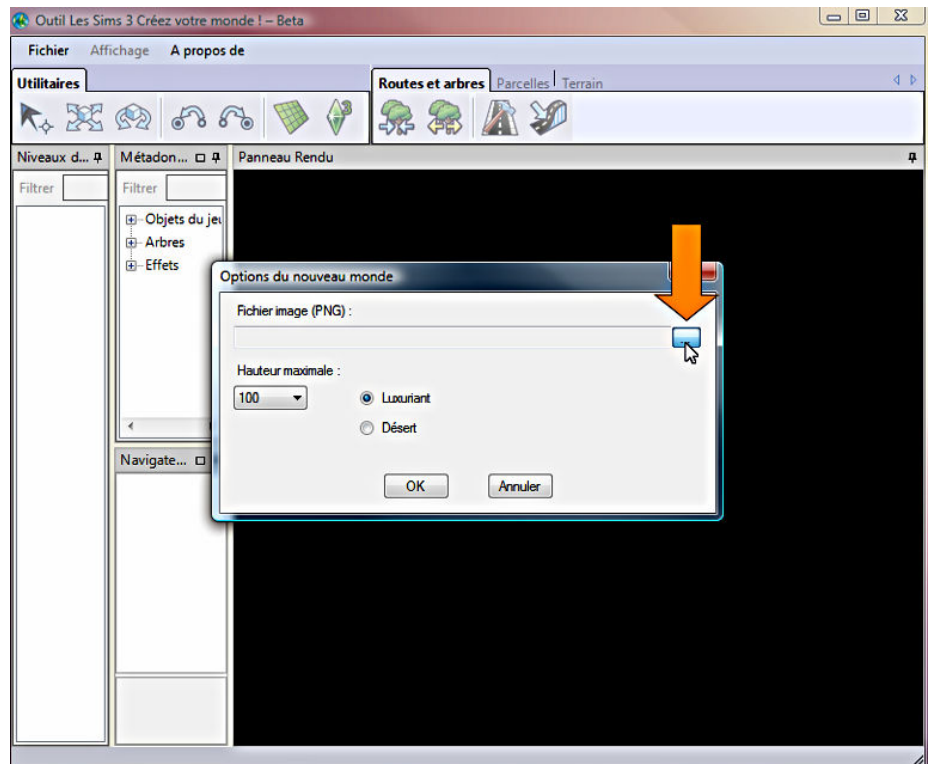 Outil Les Sims 3 Créez votre monde ! – Beta
Fichier Affichage A propos de
Utilitaires
Routes et arbres Parcelles Terrain
Niveaux d... Métadon... Panneau Rendu
Filtrer Filtrer
Objets du jeu
Arbres
Effets
Options du nouveau monde
Fichier image (PNG) :
...
Hauteur maximale :
100 Luxuriant
Désert
Navigate...
OK Annuler